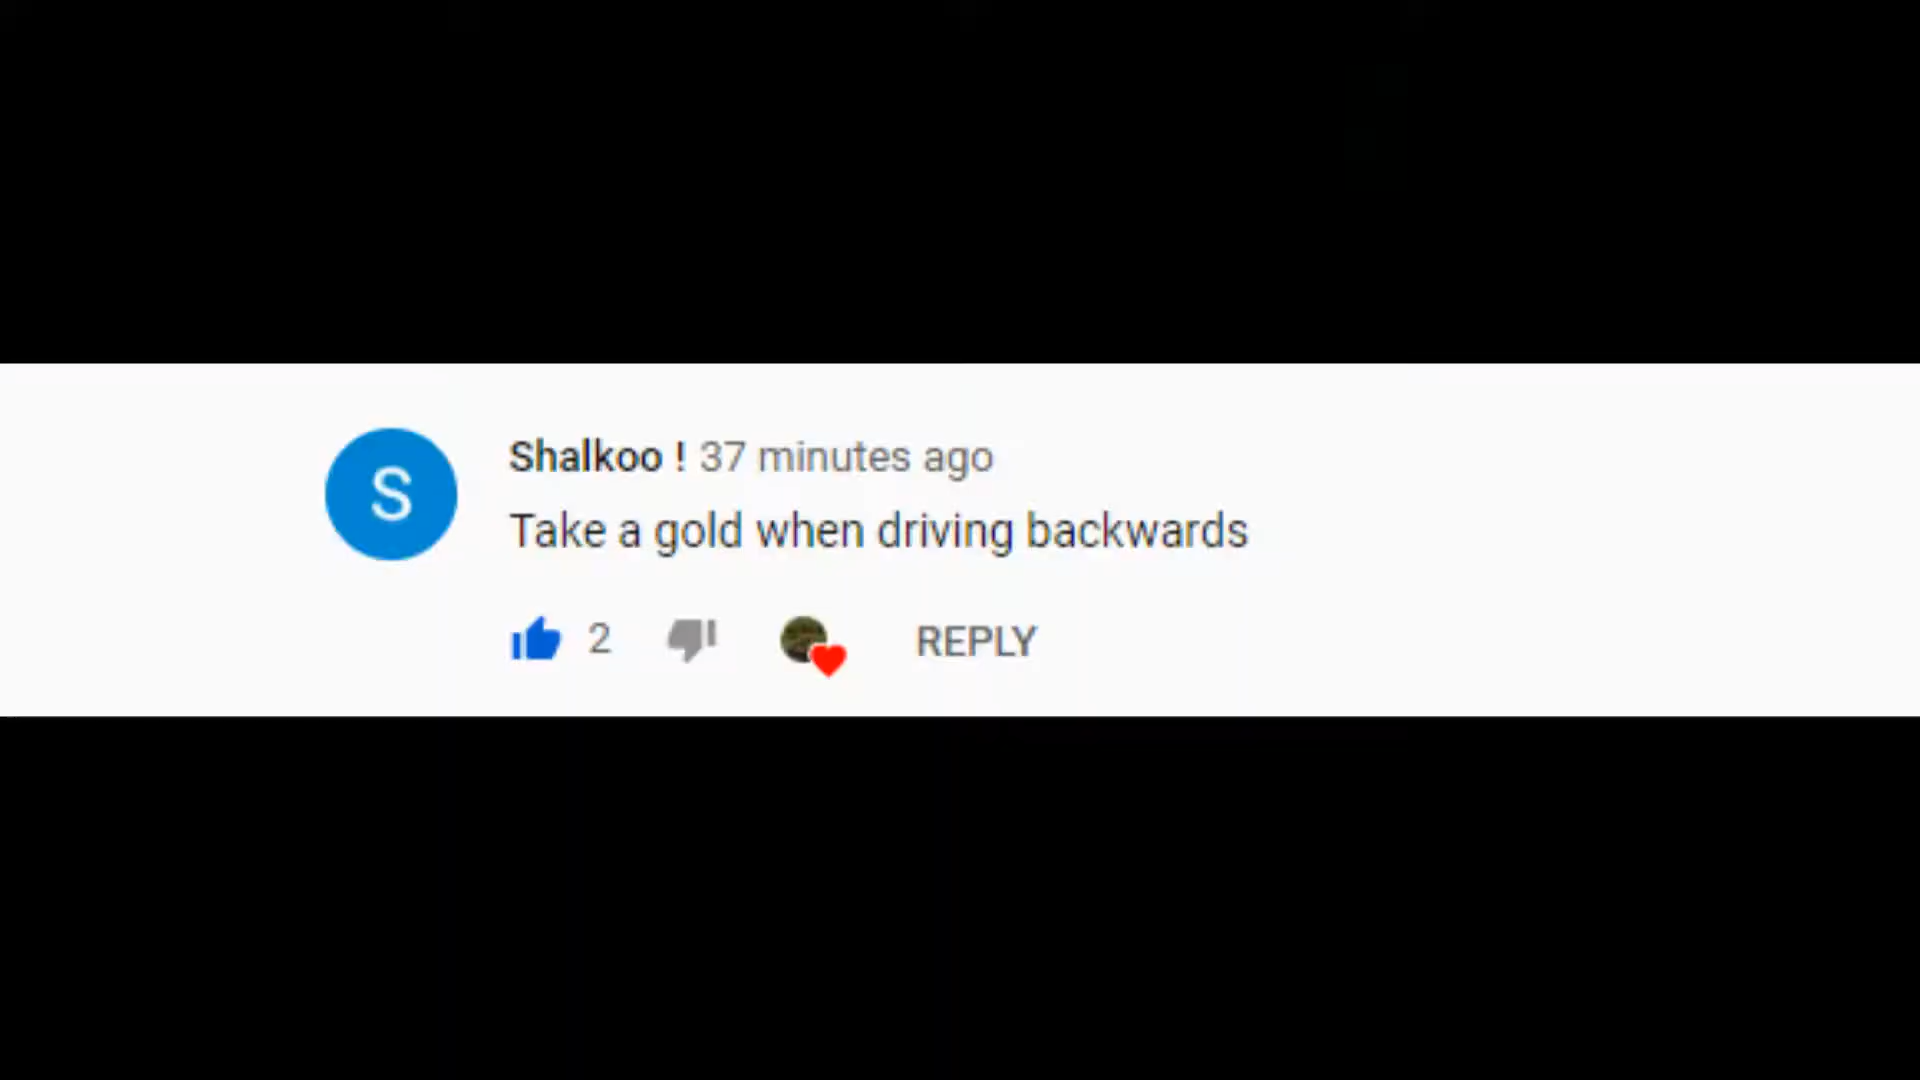 S
Shalkoo ! 37 minutes ago
Take a gold when driving backwards
2 REPLY